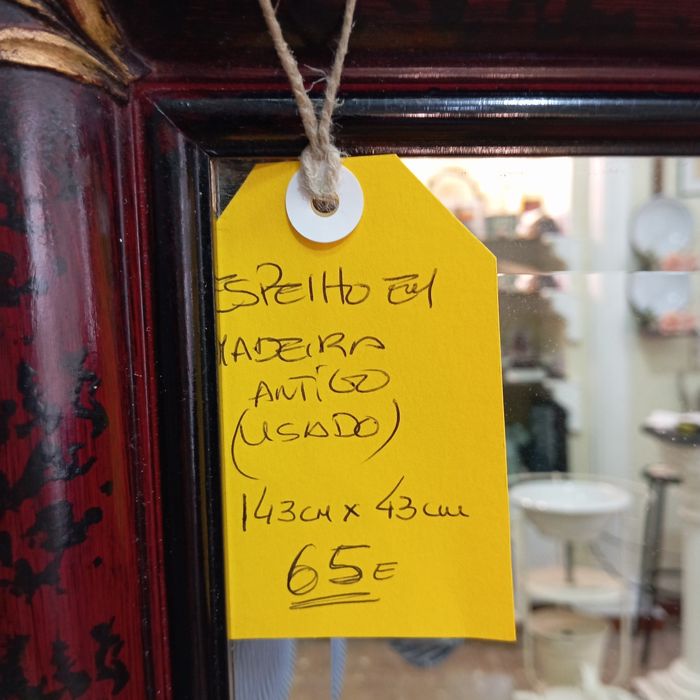 ESPELHO EM
MADEIRA
ANTIGO
(USADO)
143cm x 43cm
65E